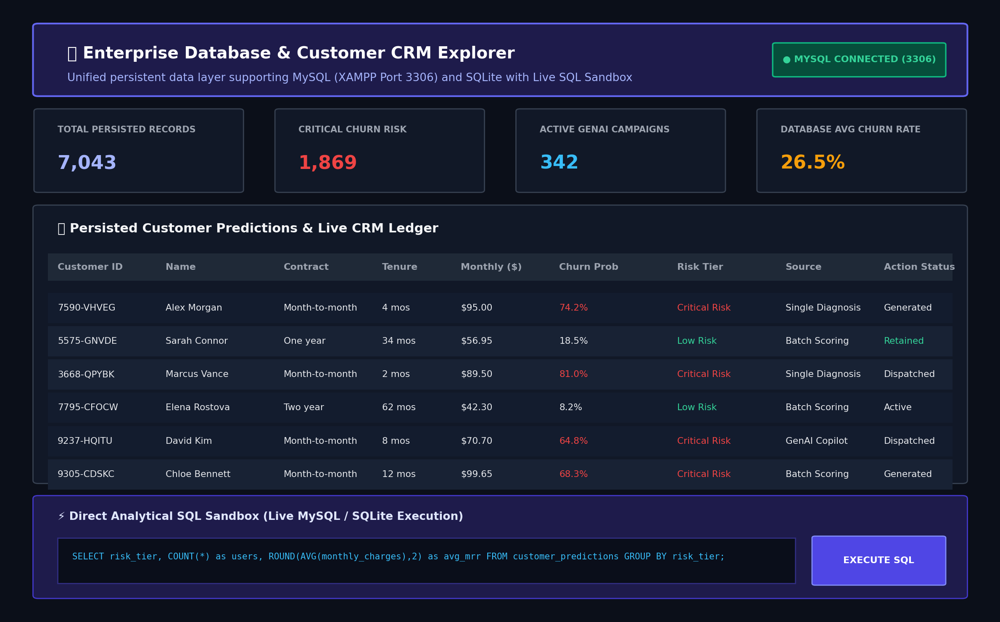 Enterprise Database & Customer CRM Explorer
Unified persistent data layer supporting MySQL (XAMPP Port 3306) and SQLite with Live SQL Sandbox
● MYSQL CONNECTED (3306)
TOTAL PERSISTED RECORDS
7,043
CRITICAL CHURN RISK
1,869
ACTIVE GENAI CAMPAIGNS
342
DATABASE AVG CHURN RATE
26.5%
Persisted Customer Predictions & Live CRM Ledger
Customer ID Name Contract Tenure Monthly ($) Churn Prob Risk Tier Source Action Status
7590-VHVEG Alex Morgan Month-to-month 4 mos $95.00 74.2% Critical Risk Single Diagnosis Generated
5575-GNVDE Sarah Connor One year 34 mos $56.95 18.5% Low Risk Batch Scoring Retained
3668-QPYBK Marcus Vance Month-to-month 2 mos $89.50 81.0% Critical Risk Single Diagnosis Dispatched
7795-CFOCW Elena Rostova Two year 62 mos $42.30 8.2% Low Risk Batch Scoring Active
9237-HQITU David Kim Month-to-month 8 mos $70.70 64.8% Critical Risk GenAI Copilot Dispatched
9305-CDSKC Chloe Bennett Month-to-month 12 mos $99.65 68.3% Critical Risk Batch Scoring Generated
⚡ Direct Analytical SQL Sandbox (Live MySQL / SQLite Execution)
SELECT risk_tier, COUNT(*) as users, ROUND(AVG(monthly_charges),2) as avg_mrr FROM customer_predictions GROUP BY risk_tier;
EXECUTE SQL